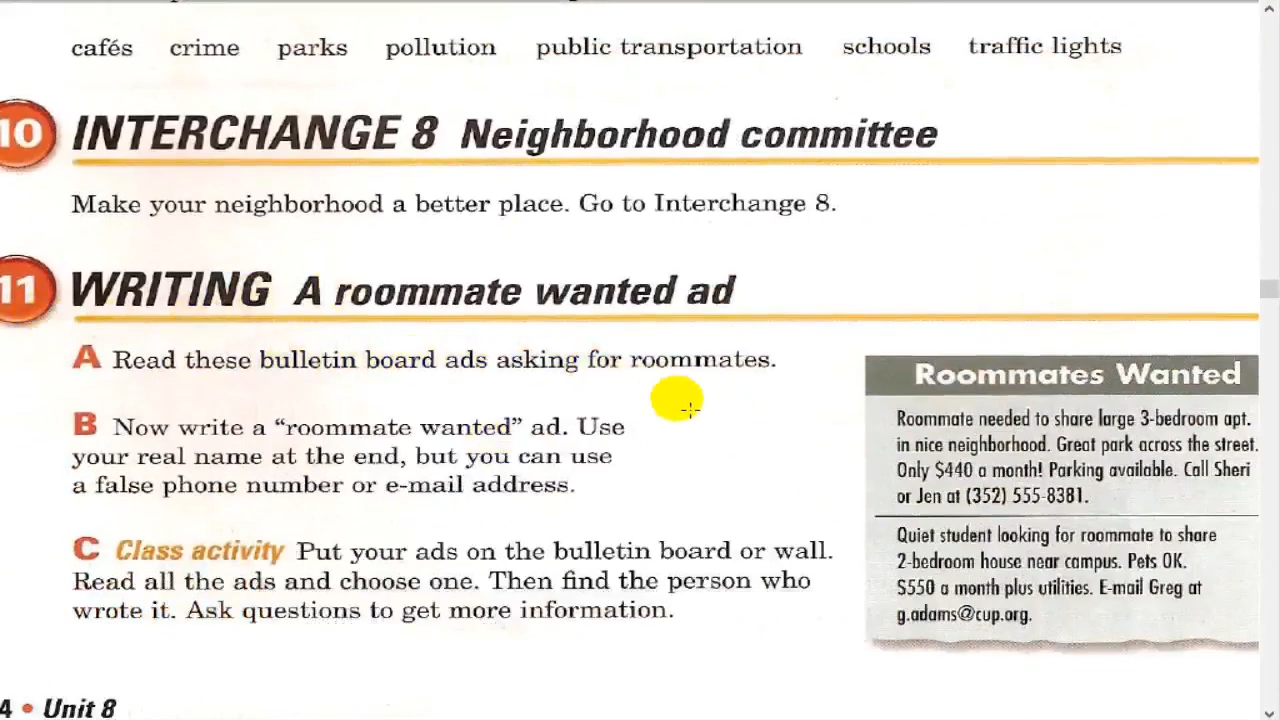 cafés crime parks pollution public transportation schools traffic lights
10 INTERCHANGE 8 Neighborhood committee
Make your neighborhood a better place. Go to Interchange 8.
11 WRITING A roommate wanted ad
A Read these bulletin board ads asking for roommates.
B Now write a “roommate wanted” ad. Use
your real name at the end, but you can use
a false phone number or e-mail address.
C Class activity Put your ads on the bulletin board or wall.
Read all the ads and choose one. Then find the person who
wrote it. Ask questions to get more information.
Roommates Wanted
Roommate needed to share large 3-bedroom apt.
in nice neighborhood. Great park across the street.
Only $440 a month! Parking available. Call Sheri
or Jen at (352) 555-8381.
Quiet student looking for roommate to share
2-bedroom house near campus. Pets OK.
$550 a month plus utilities. E-mail Greg at
g.adams@cup.org.
4 • Unit 8